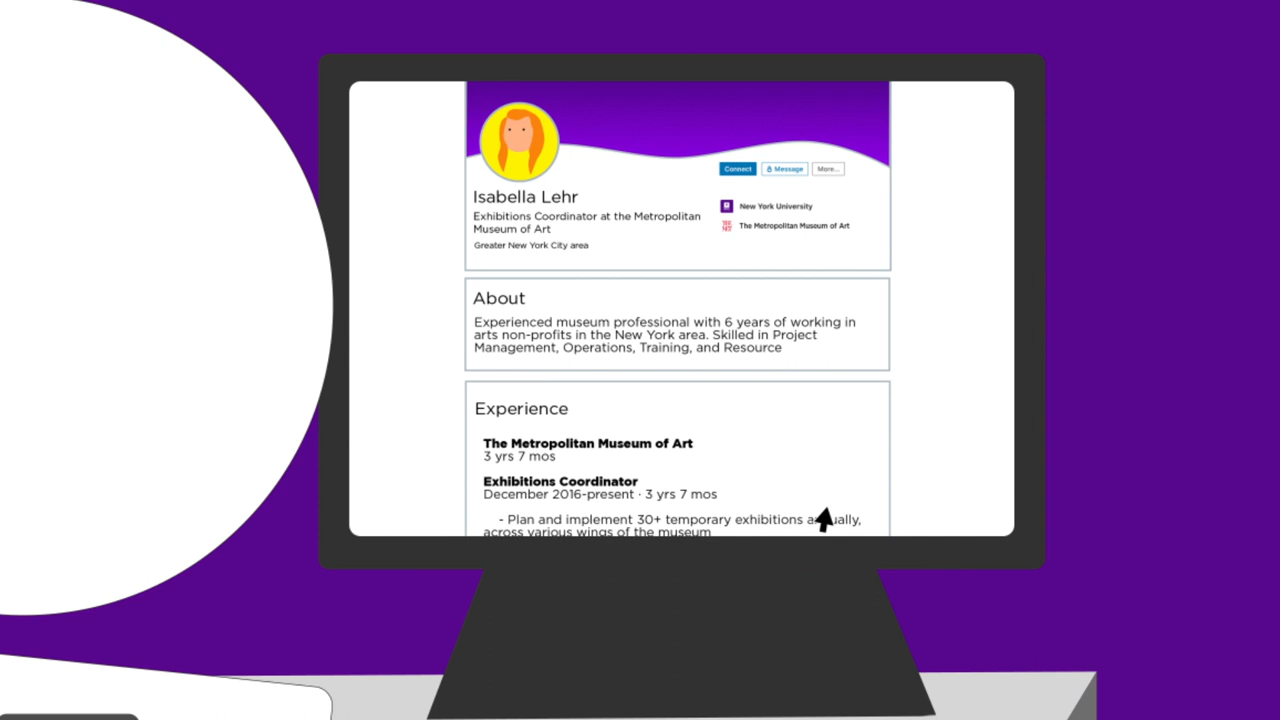 Connect
Message
More...
Isabella Lehr
Exhibitions Coordinator at the Metropolitan
Museum of Art
Greater New York City area
New York University
The Metropolitan Museum of Art
About
Experienced museum professional with 6 years of working in
arts non-profits in the New York area. Skilled in Project
Management, Operations, Training, and Resource
Experience
The Metropolitan Museum of Art
3 yrs 7 mos
Exhibitions Coordinator
December 2016-present · 3 yrs 7 mos
- Plan and implement 30+ temporary exhibitions annually,
across various wings of the museum